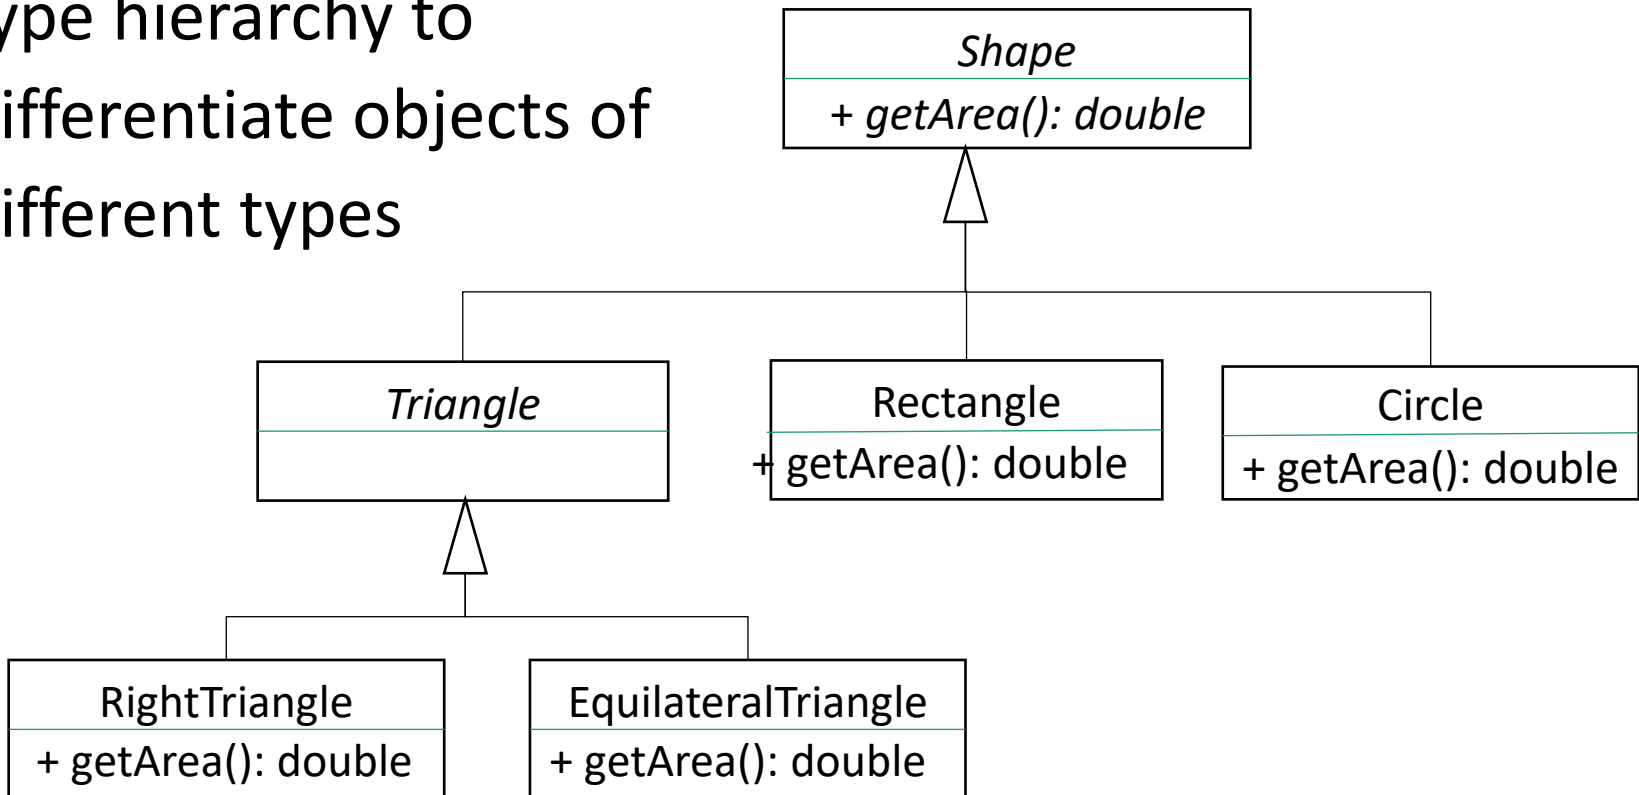 ype hierarchy to
ifferentiate objects of
ifferent types
Shape
+ getArea(): double
Triangle
Rectangle
+ getArea(): double
Circle
+ getArea(): double
RightTriangle
+ getArea(): double
EquilateralTriangle
+ getArea(): double